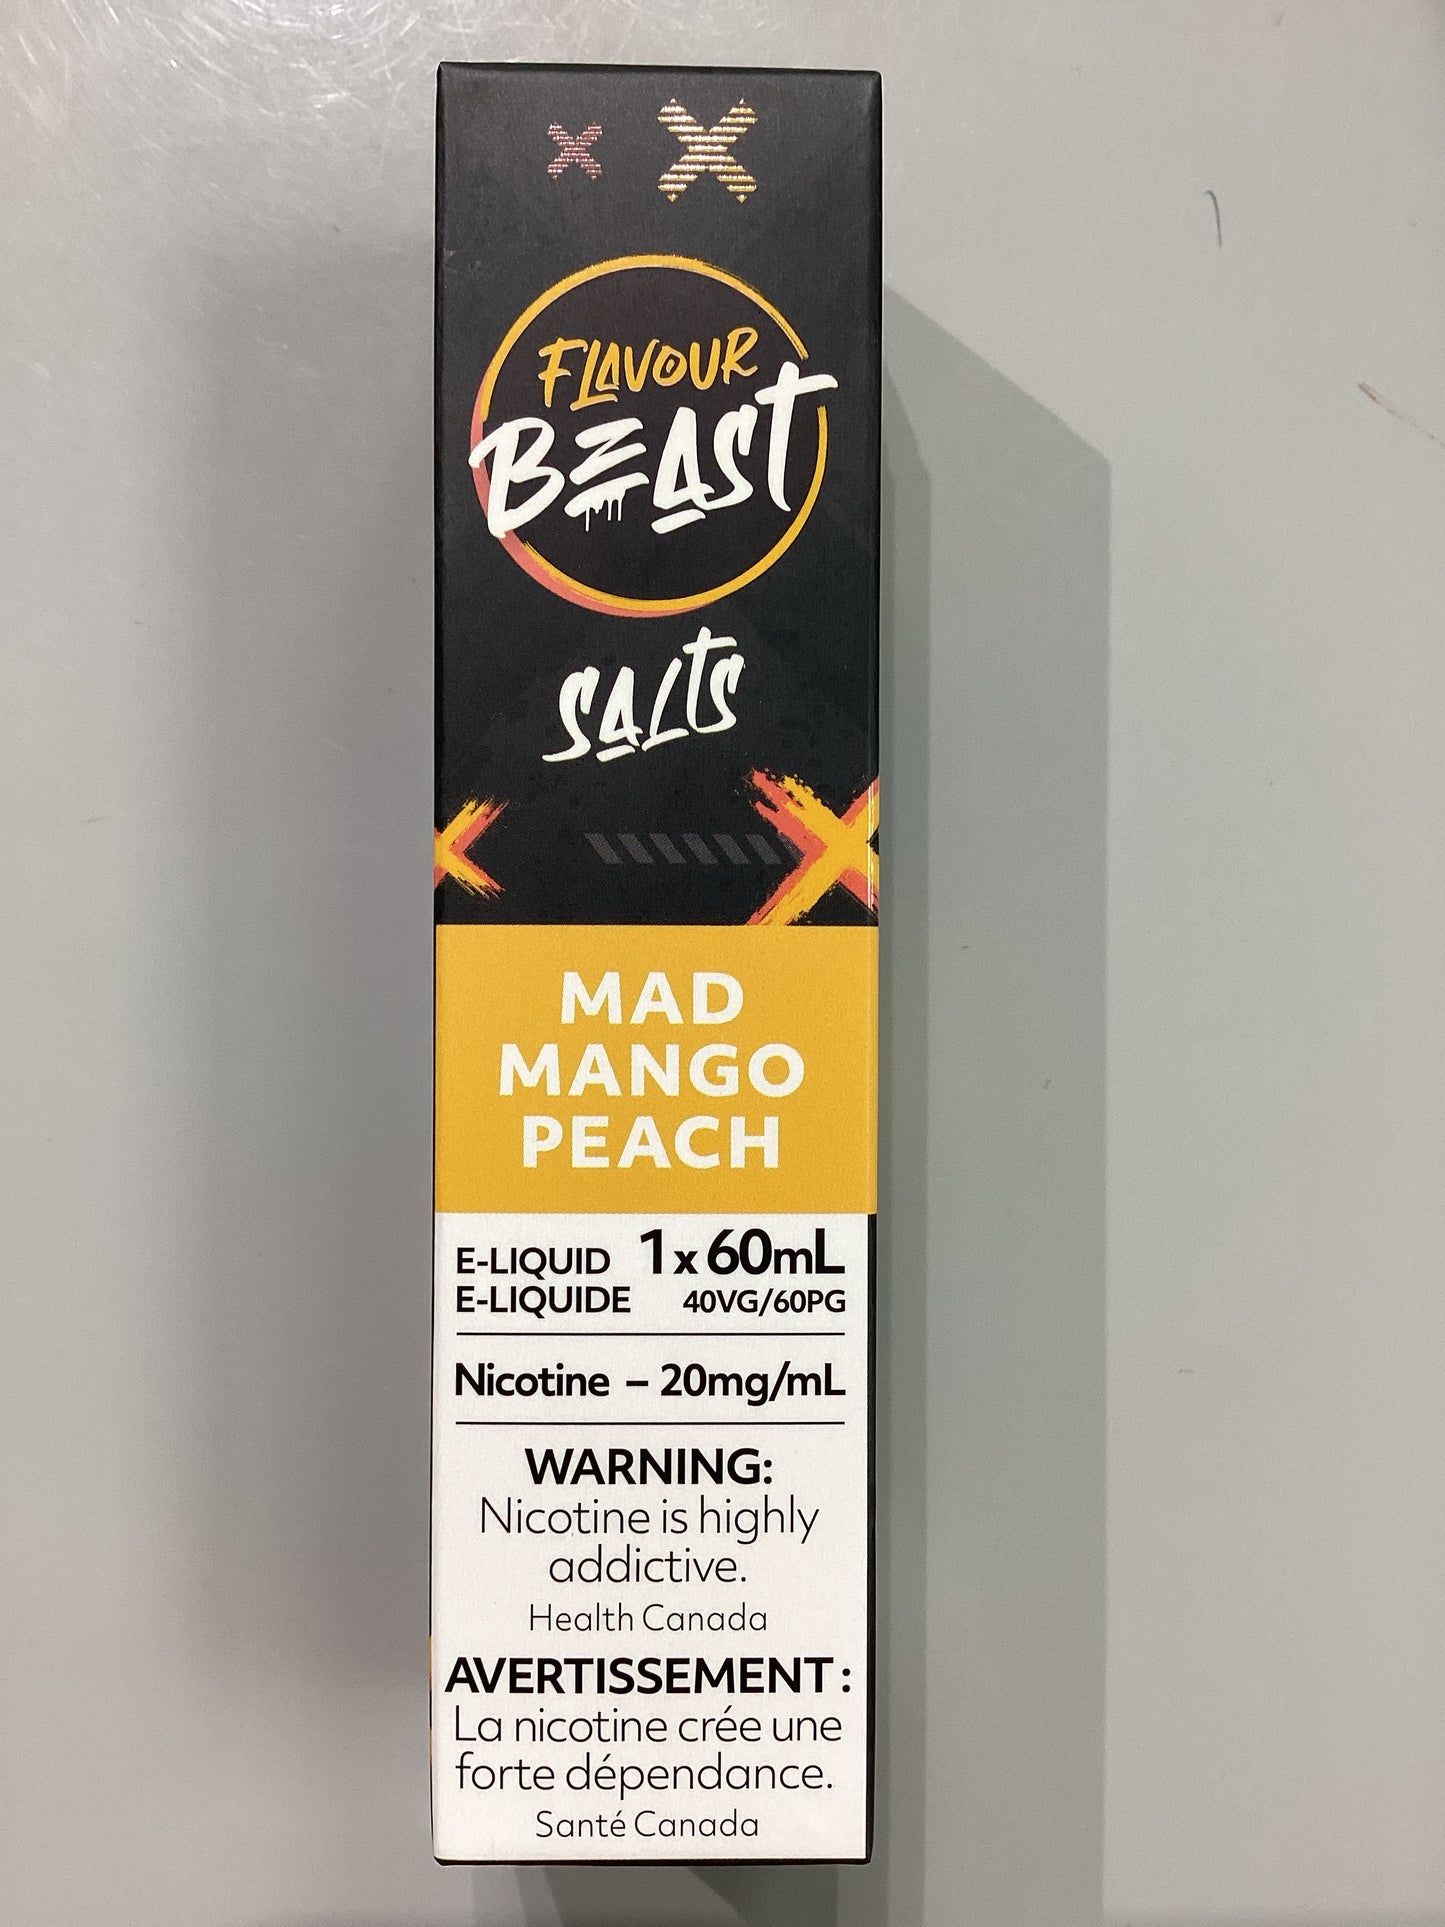 FLAVOUR
BEAST
SALTS
MAD
MANGO
PEACH
E-LIQUID 1x60mL
E-LIQUIDE 40VG/60PG
Nicotine – 20mg/mL
WARNING:
Nicotine is highly
addictive.
Health Canada
AVERTISSEMENT :
La nicotine crée une
forte dépendance.
Santé Canada